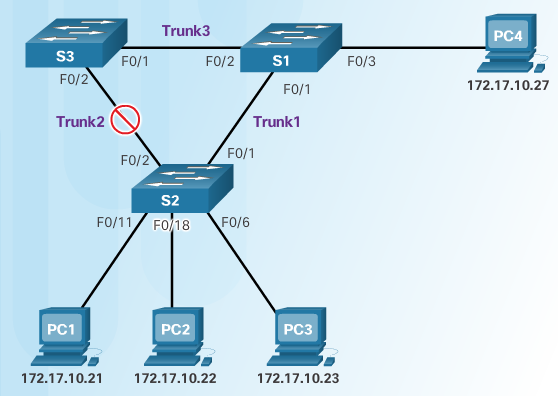 Trunk3
PC4
S3
F0/1
F0/2
S1
F0/3
F0/2
F0/1
172.17.10.27
Trunk2
Trunk1
F0/2
F0/1
S2
F0/11
F0/18
F0/6
PC1
PC2
PC3
172.17.10.21
172.17.10.22
172.17.10.23